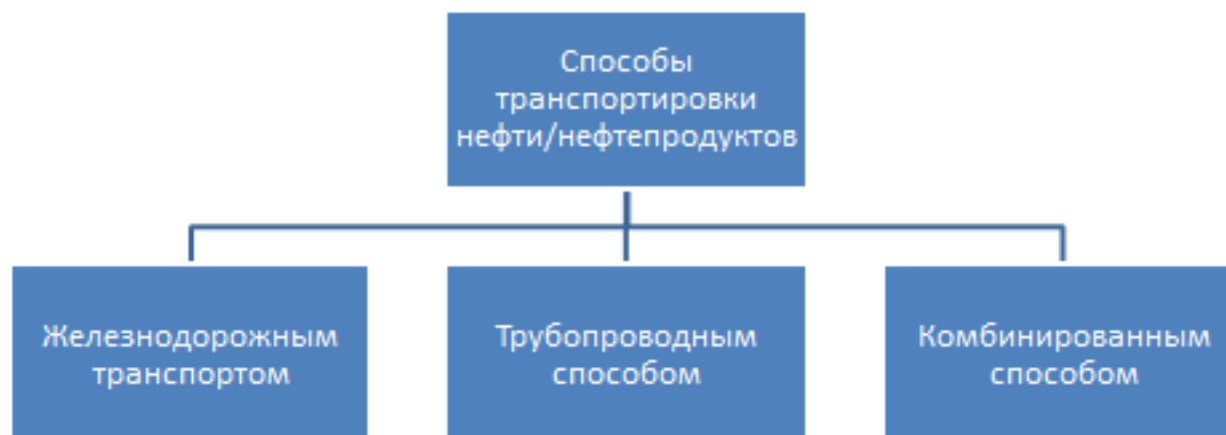 Способы
транспортировки
нефти/нефтепродуктов
Железнодорожным
транспортом
Трубопроводным
способом
Комбинированным
способом